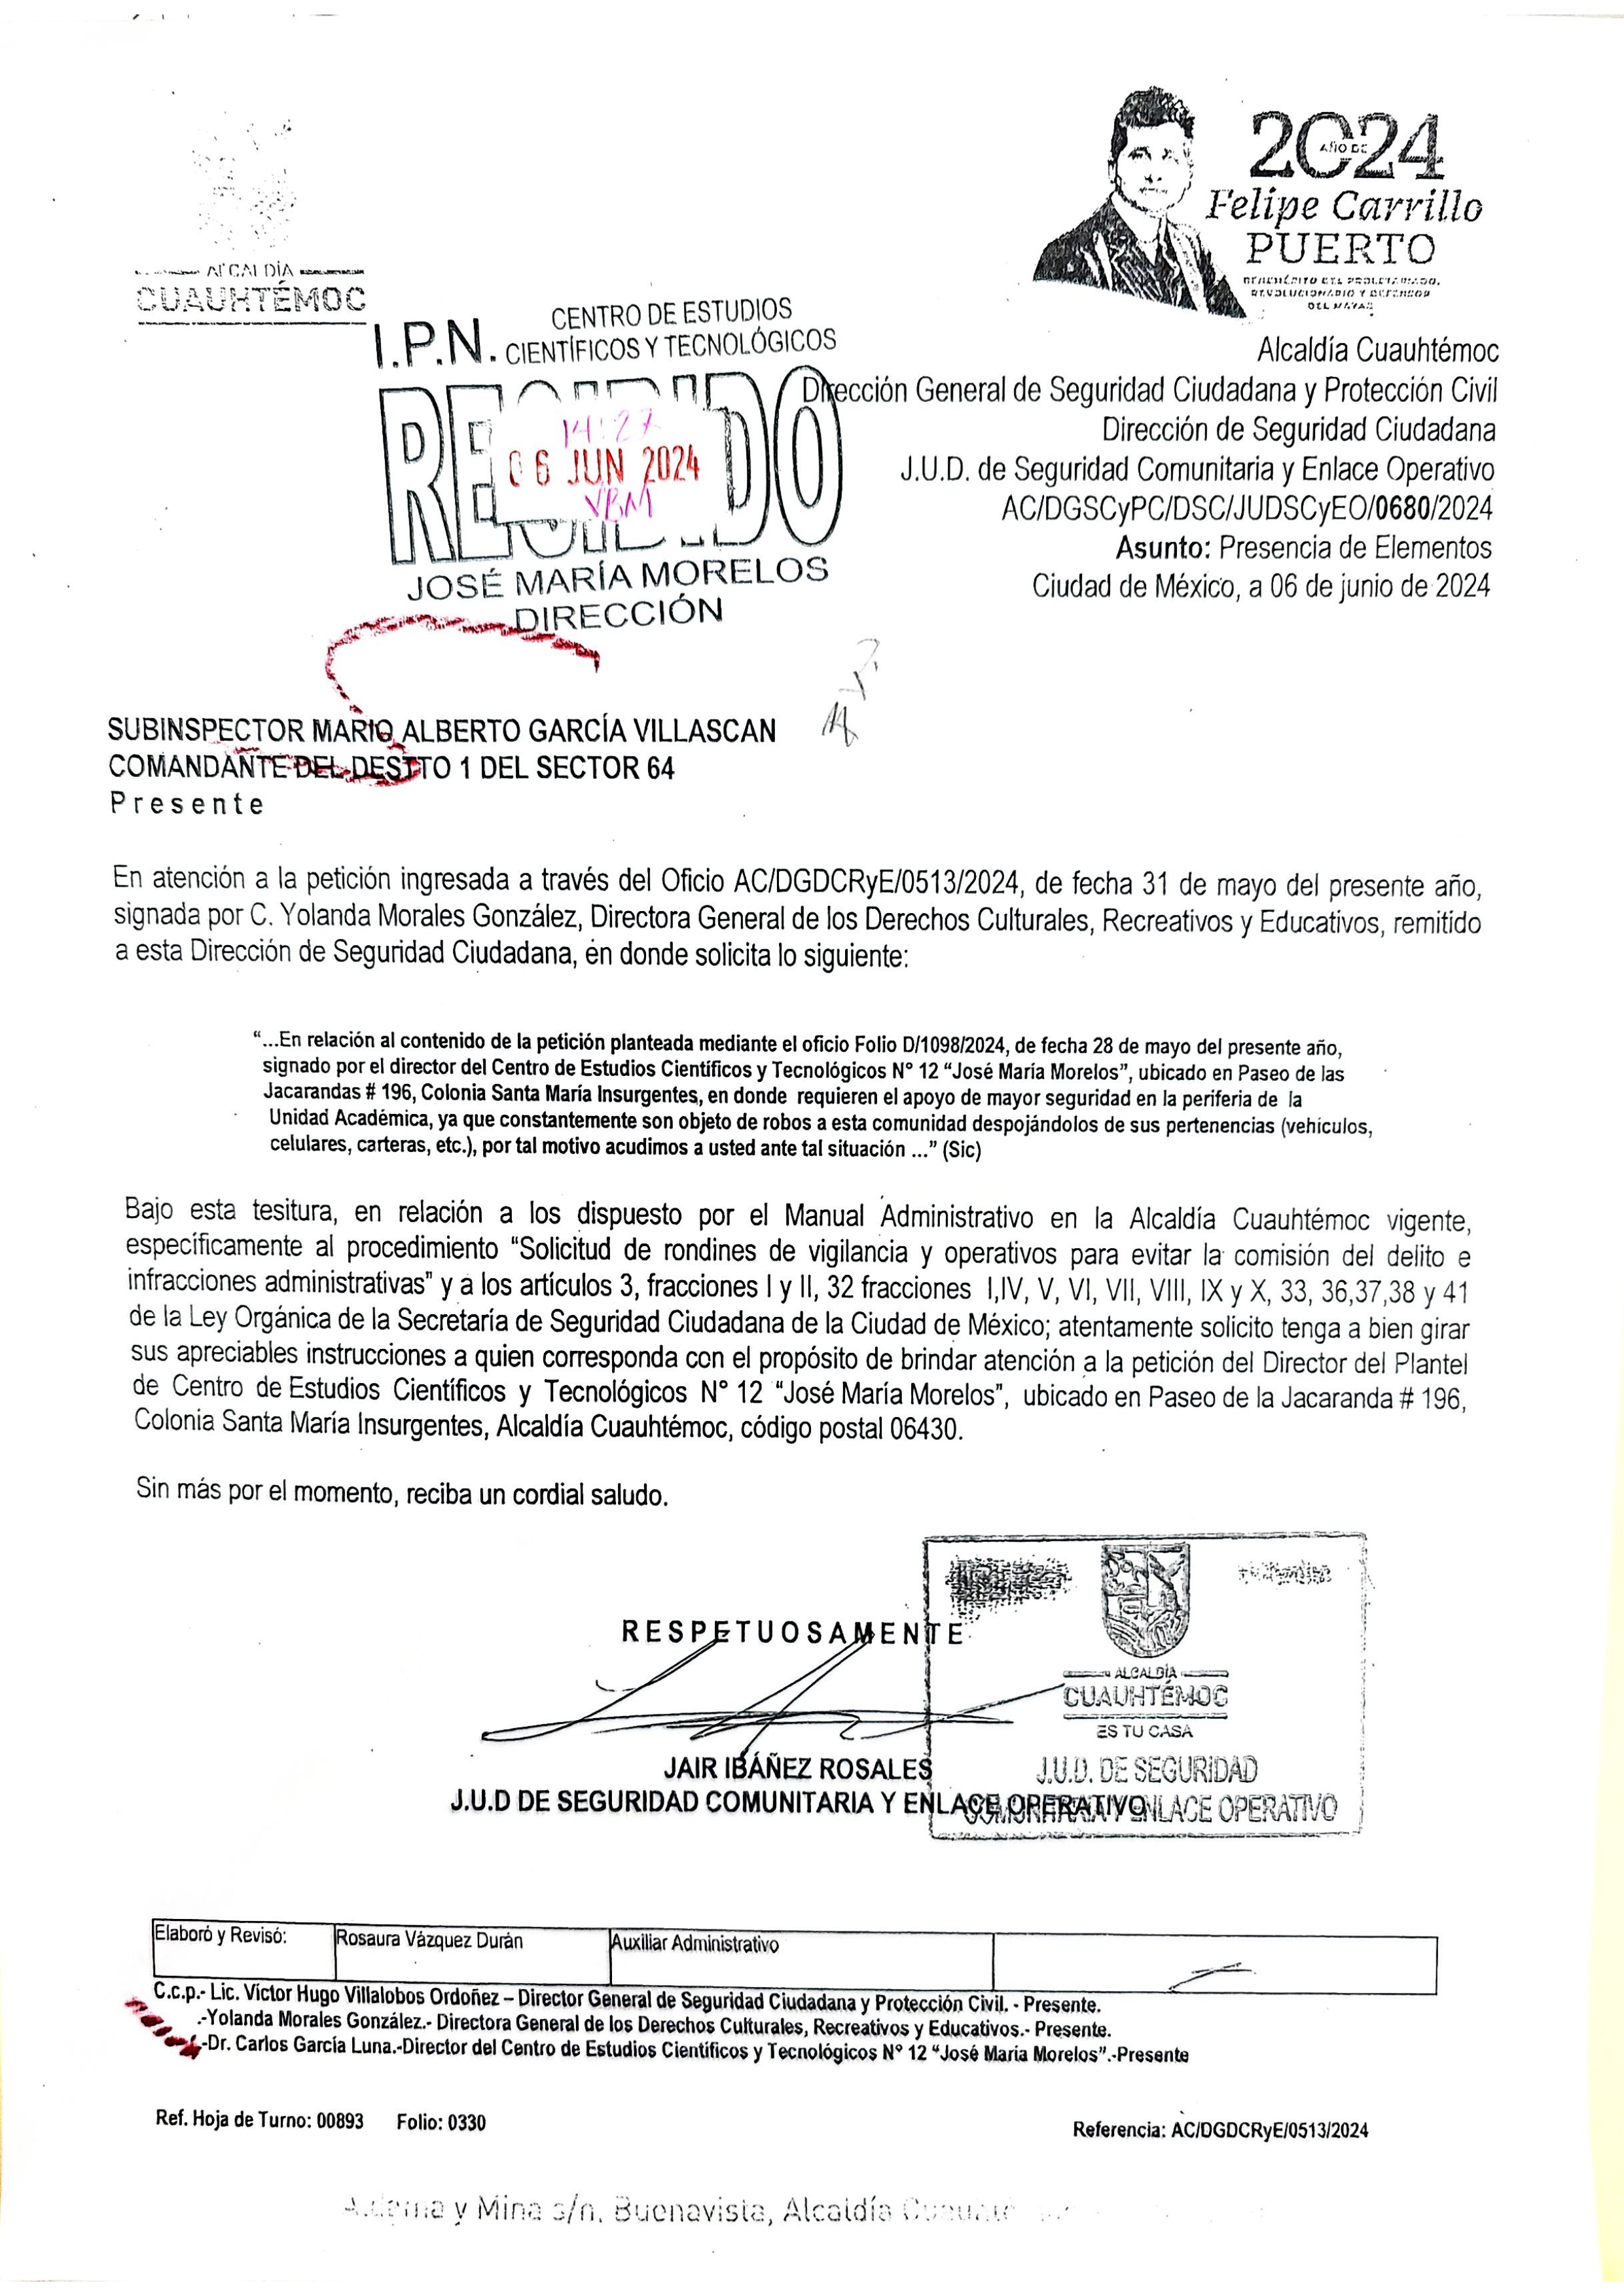 ALCALDÍA
CUAUHTÉMOC
2024
AÑO DE
Felipe Carrillo
PUERTO
BENEMÉRITO DEL PROLETARIADO,
REVOLUCIONARIO Y DEFENSOR
DEL MAYAB
I.P.N. CENTRO DE ESTUDIOS
CIENTÍFICOS Y TECNOLÓGICOS
RECIBIDO
14:27
06 JUN 2024
VBM
JOSÉ MARÍA MORELOS
DIRECCIÓN
Alcaldía Cuauhtémoc
Dirección General de Seguridad Ciudadana y Protección Civil
Dirección de Seguridad Ciudadana
J.U.D. de Seguridad Comunitaria y Enlace Operativo
AC/DGSCyPC/DSC/JUDSCyEO/0680/2024
Asunto: Presencia de Elementos
Ciudad de México, a 06 de junio de 2024
SUBINSPECTOR MARIO ALBERTO GARCÍA VILLASCAN
COMANDANTE DEL DESTTO 1 DEL SECTOR 64
Presente
En atención a la petición ingresada a través del Oficio AC/DGDCRyE/0513/2024, de fecha 31 de mayo del presente año,
signada por C. Yolanda Morales González, Directora General de los Derechos Culturales, Recreativos y Educativos, remitido
a esta Dirección de Seguridad Ciudadana, en donde solicita lo siguiente:
“...En relación al contenido de la petición planteada mediante el oficio Folio D/1098/2024, de fecha 28 de mayo del presente año,
signado por el director del Centro de Estudios Científicos y Tecnológicos N° 12 “José María Morelos”, ubicado en Paseo de las
Jacarandas # 196, Colonia Santa María Insurgentes, en donde requieren el apoyo de mayor seguridad en la periferia de la
Unidad Académica, ya que constantemente son objeto de robos a esta comunidad despojándolos de sus pertenencias (vehículos,
celulares, carteras, etc.), por tal motivo acudimos a usted ante tal situación ...” (Sic)
Bajo esta tesitura, en relación a los dispuesto por el Manual Administrativo en la Alcaldía Cuauhtémoc vigente,
específicamente al procedimiento “Solicitud de rondines de vigilancia y operativos para evitar la comisión del delito e
infracciones administrativas” y a los artículos 3, fracciones I y II, 32 fracciones I,IV, V, VI, VII, VIII, IX y X, 33, 36,37,38 y 41
de la Ley Orgánica de la Secretaría de Seguridad Ciudadana de la Ciudad de México; atentamente solicito tenga a bien girar
sus apreciables instrucciones a quien corresponda con el propósito de brindar atención a la petición del Director del Plantel
de Centro de Estudios Científicos y Tecnológicos N° 12 “José María Morelos”, ubicado en Paseo de la Jacaranda # 196,
Colonia Santa María Insurgentes, Alcaldía Cuauhtémoc, código postal 06430.
Sin más por el momento, reciba un cordial saludo.
RESPETUOSAMENTE
JAIR IBÁÑEZ ROSALES
J.U.D DE SEGURIDAD COMUNITARIA Y ENLACE OPERATIVO
ALCALDÍA
CUAUHTÉMOC
ES TU CASA
J.U.D. DE SEGURIDAD
COMUNITARIA Y ENLACE OPERATIVO
Elaboró y Revisó: Rosaura Vázquez Durán Auxiliar Administrativo
C.c.p.- Lic. Víctor Hugo Villalobos Ordoñez – Director General de Seguridad Ciudadana y Protección Civil. - Presente.
.-Yolanda Morales González.- Directora General de los Derechos Culturales, Recreativos y Educativos.- Presente.
.-Dr. Carlos García Luna.-Director del Centro de Estudios Científicos y Tecnológicos N° 12 “José María Morelos”.-Presente
Ref. Hoja de Turno: 00893 Folio: 0330
Referencia: AC/DGDCRyE/0513/2024
y Mina s/n, Buenavista, Alcaldía